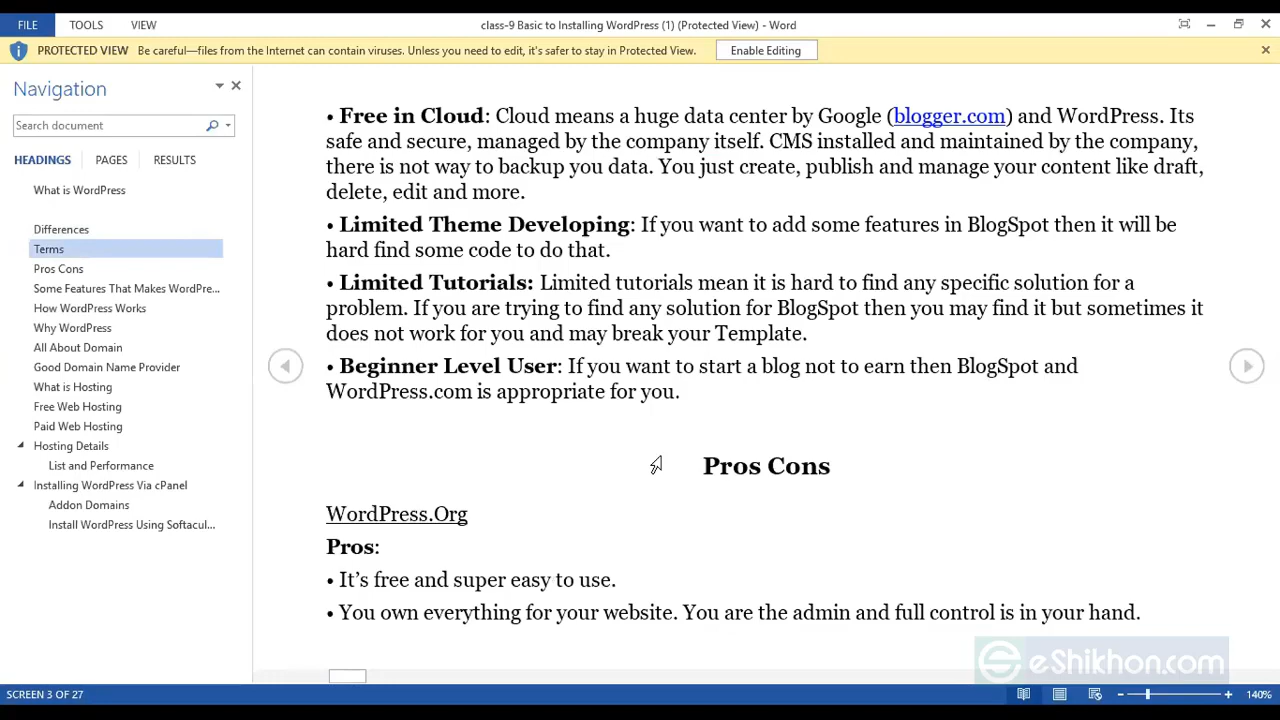 FILE TOOLS VIEW class-9 Basic to Installing WordPress (1) (Protected View) - Word
PROTECTED VIEW Be careful—files from the Internet can contain viruses. Unless you need to edit, it's safer to stay in Protected View. Enable Editing
Navigation
Search document
HEADINGS PAGES RESULTS
What is WordPress
Differences
Terms
Pros Cons
Some Features That Makes WordPre...
How WordPress Works
Why WordPress
All About Domain
Good Domain Name Provider
What is Hosting
Free Web Hosting
Paid Web Hosting
Hosting Details
List and Performance
Installing WordPress Via cPanel
Addon Domains
Install WordPress Using Softacul...
• Free in Cloud: Cloud means a huge data center by Google (blogger.com) and WordPress. Its
safe and secure, managed by the company itself. CMS installed and maintained by the company,
there is not way to backup you data. You just create, publish and manage your content like draft,
delete, edit and more.
• Limited Theme Developing: If you want to add some features in BlogSpot then it will be
hard find some code to do that.
• Limited Tutorials: Limited tutorials mean it is hard to find any specific solution for a
problem. If you are trying to find any solution for BlogSpot then you may find it but sometimes it
does not work for you and may break your Template.
• Beginner Level User: If you want to start a blog not to earn then BlogSpot and
WordPress.com is appropriate for you.
Pros Cons
WordPress.Org
Pros:
• It's free and super easy to use.
• You own everything for your website. You are the admin and full control is in your hand.
eShikhon.com
SCREEN 3 OF 27 140%